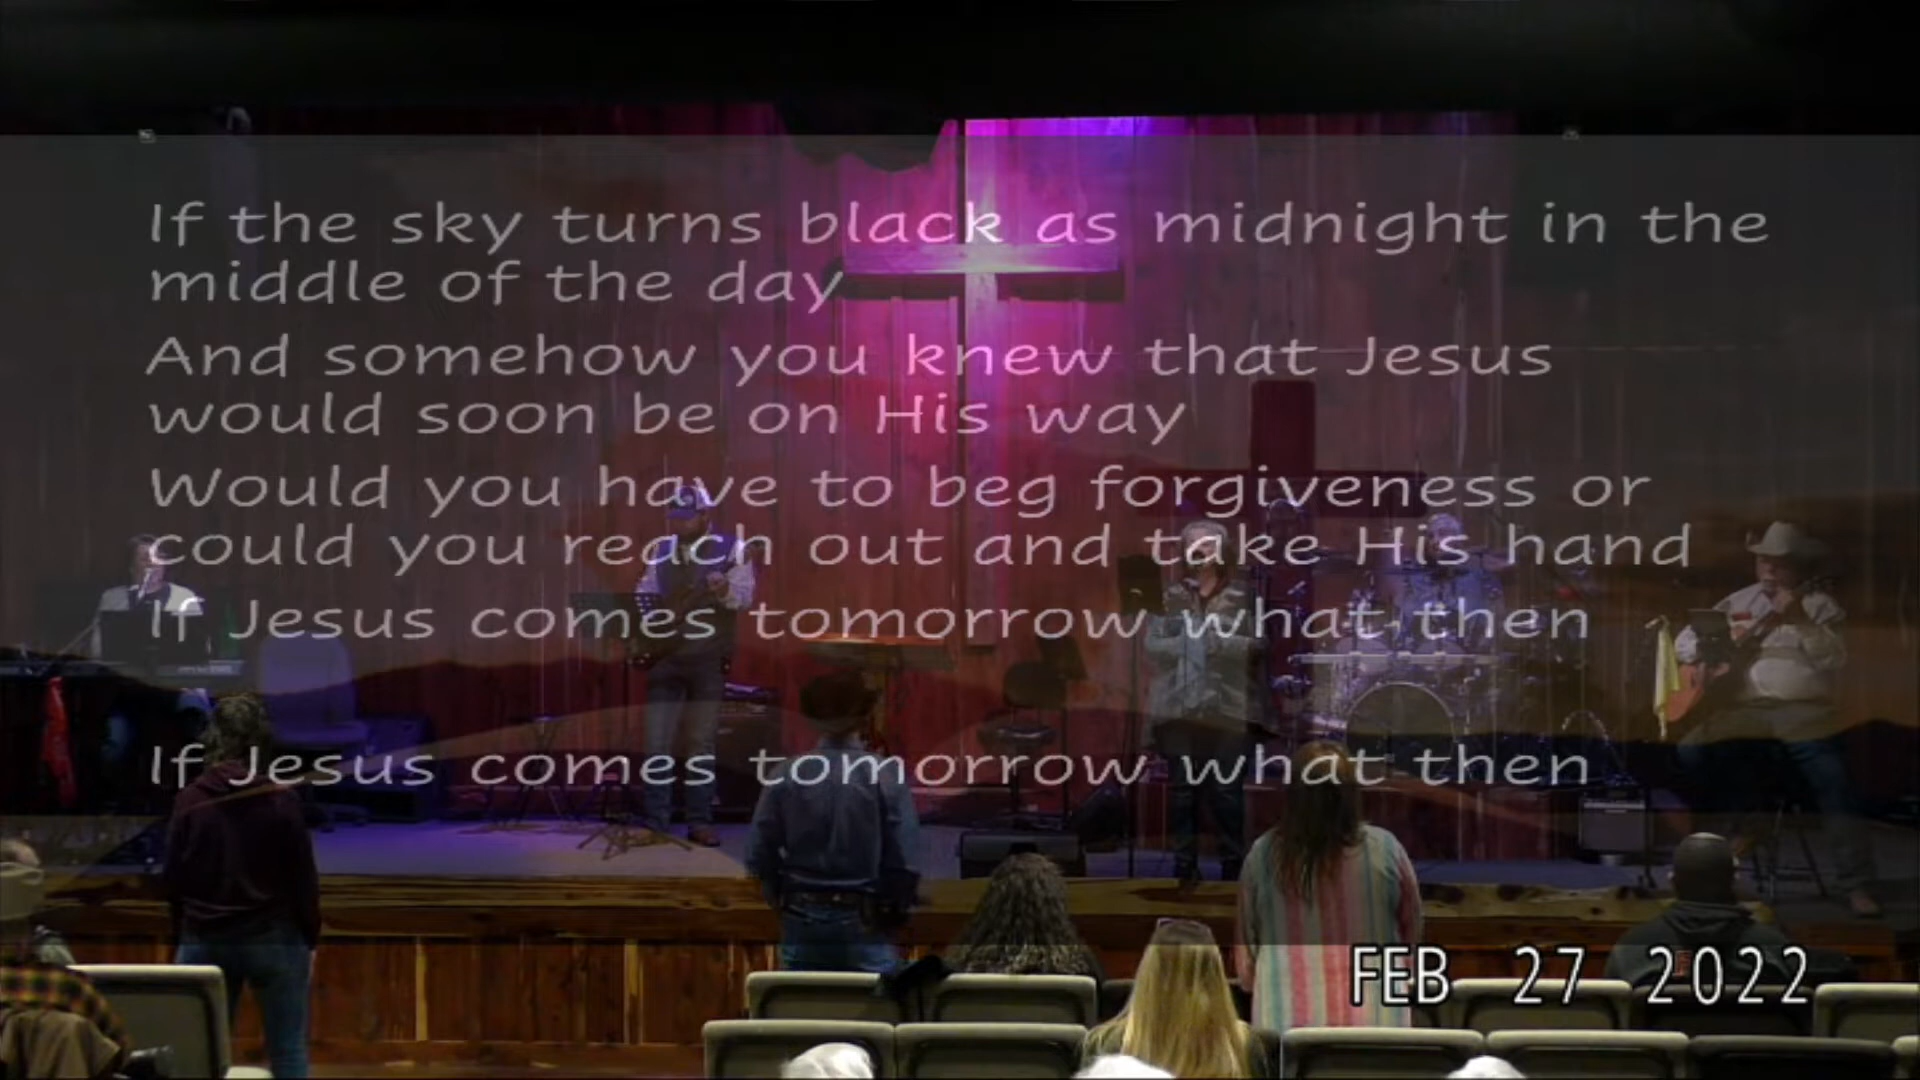 If the sky turns black as midnight in the
middle of the day
And somehow you knew that Jesus
would soon be on His way
Would you have to beg forgiveness or
could you reach out and take His hand
If Jesus comes tomorrow what then
If Jesus comes tomorrow what then
FEB 27 2022